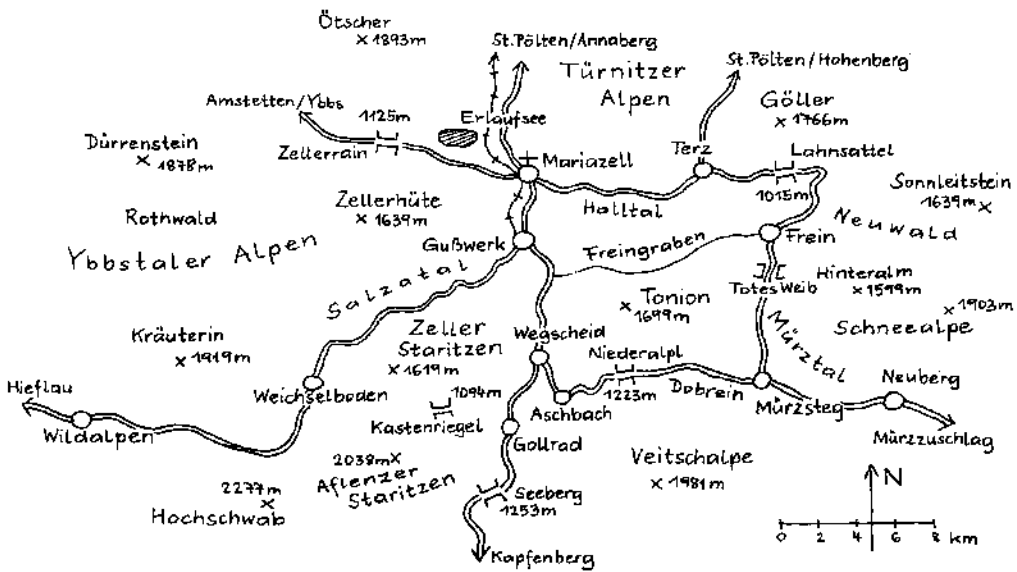 Ötscher
× 1893m
St.Pölten/Annaberg
St.Pölten/Hohenberg
Türnitzer
Alpen
Amstetten/Ybbs
1125m
Erlaufsee
Göller
× 1766m
Dürrenstein
× 1878m
Zellerrain
Mariazell
Terz
Lahnsattel
1015m
Sonnleitstein
1639m ×
Rothwald
Zellerhüte
× 1639m
Halltal
Neuwald
Ybbstaler Alpen
Gußwerk
Freingraben
Frein
Salzatal
Totes Weib
Hinteralm
× 1599m
Tonion
× 1699m
× 1903m
Schneealpe
Kräuterin
× 1919m
Zeller
Staritzen
× 1619m
Wegscheid
Niederalpl
1223m
Mürztal
Hieflau
Wildalpen
Weichselboden
1094m
Kastenriegel
Aschbach
Dobrein
Mürzsteg
Neuberg
Mürzzuschlag
Gollrad
2038m ×
Aflenzer
Staritzen
Veitschalpe
× 1981m
2277m
×
Hochschwab
Seeberg
1253m
Kapfenberg
N
0 2 4 6 8 km